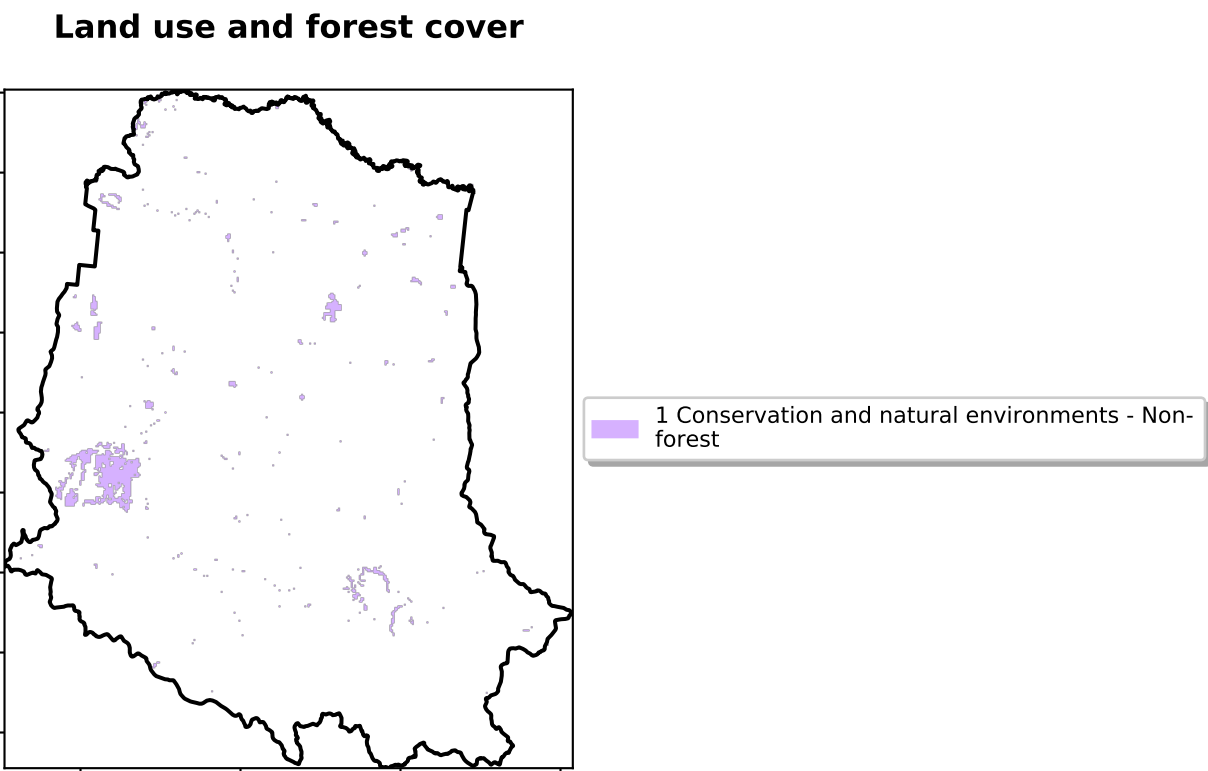 Land use and forest cover
1 Conservation and natural environments - Non-
forest